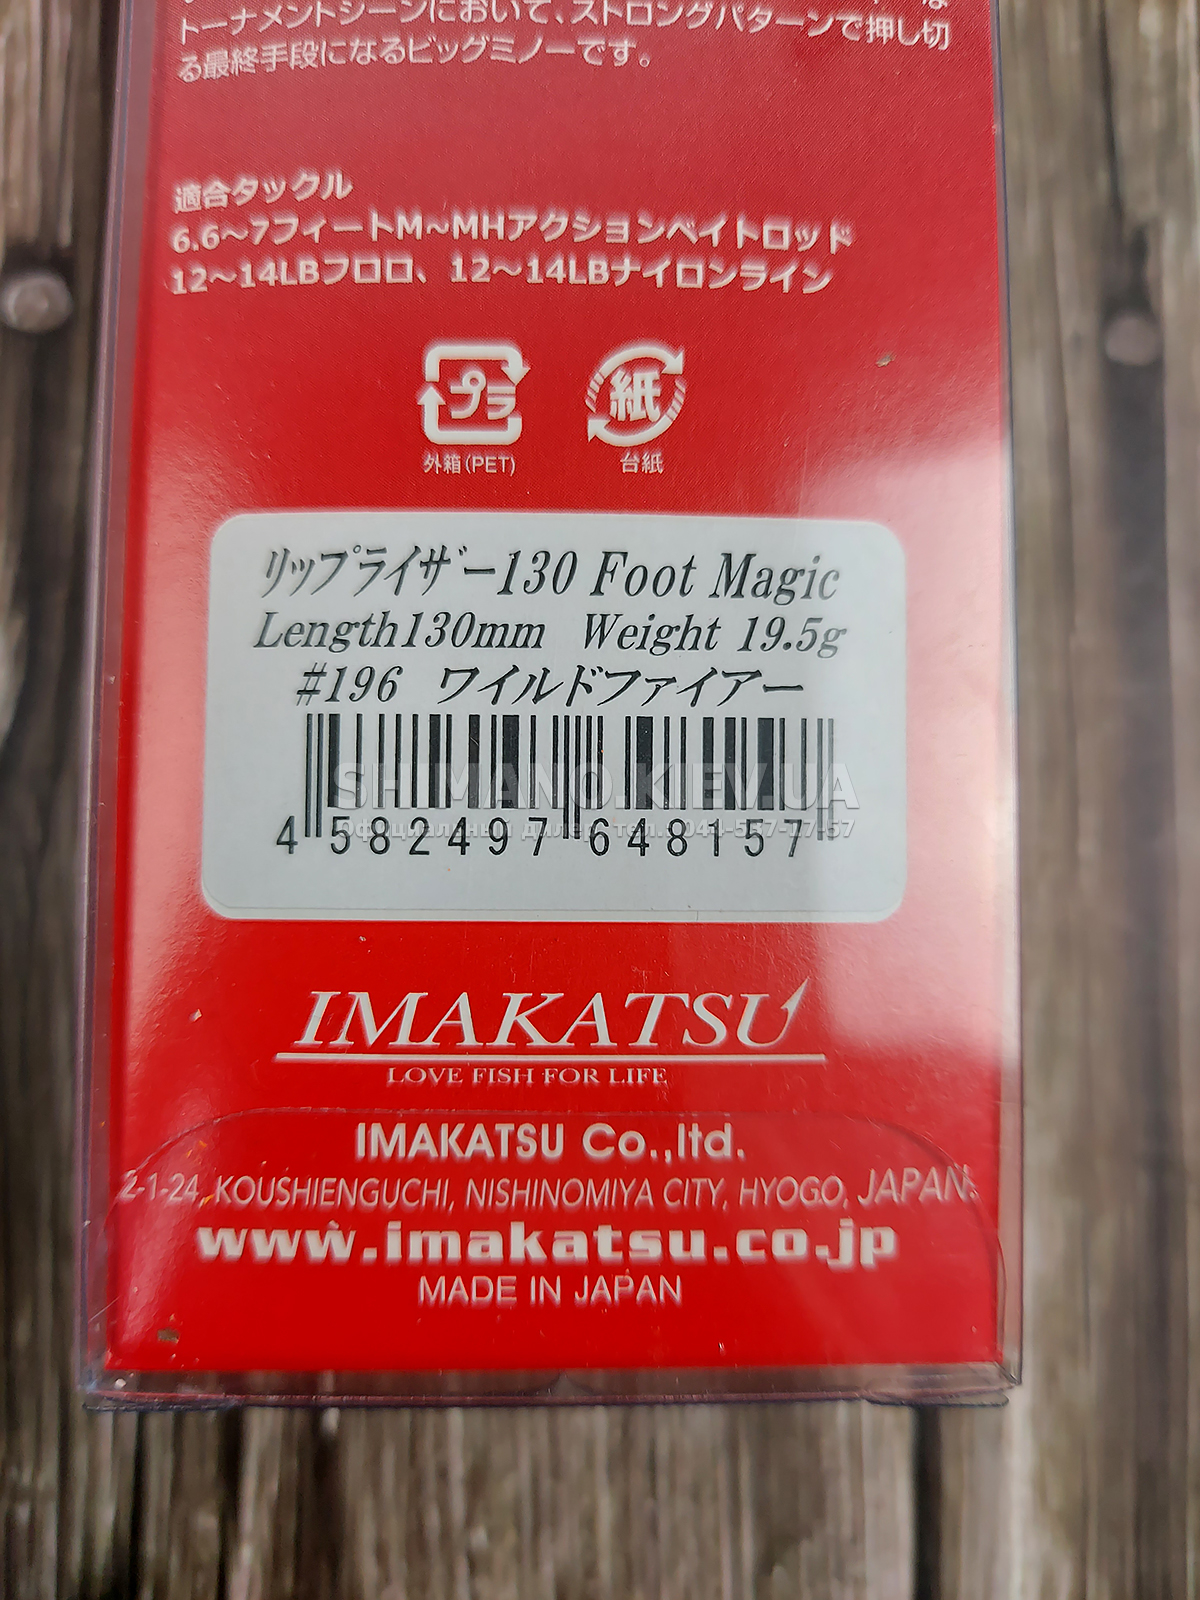 トーナメントシーンにおいて、ストロングパターンで押し切
る最終手段になるビッグミノーです。
適合タックル
6.6～7フィートM～MHアクションベイトロッド
12～14LBフロロ、12～14LBナイロンライン
プラ
紙
外箱(PET)
台紙
リップライザー130 Foot Magic
Length130mm Weight 19.5g
#196 ワイルドファイアー
SHIMANO.KIEV.UA
Официальный дилер тел.: 044-537-17-57
4 582497 648157
IMAKATSU
LOVE FISH FOR LIFE
IMAKATSU Co.,ltd.
2-1-24, KOUSHIENGUCHI, NISHINOMIYA CITY, HYOGO, JAPAN.
www.imakatsu.co.jp
MADE IN JAPAN